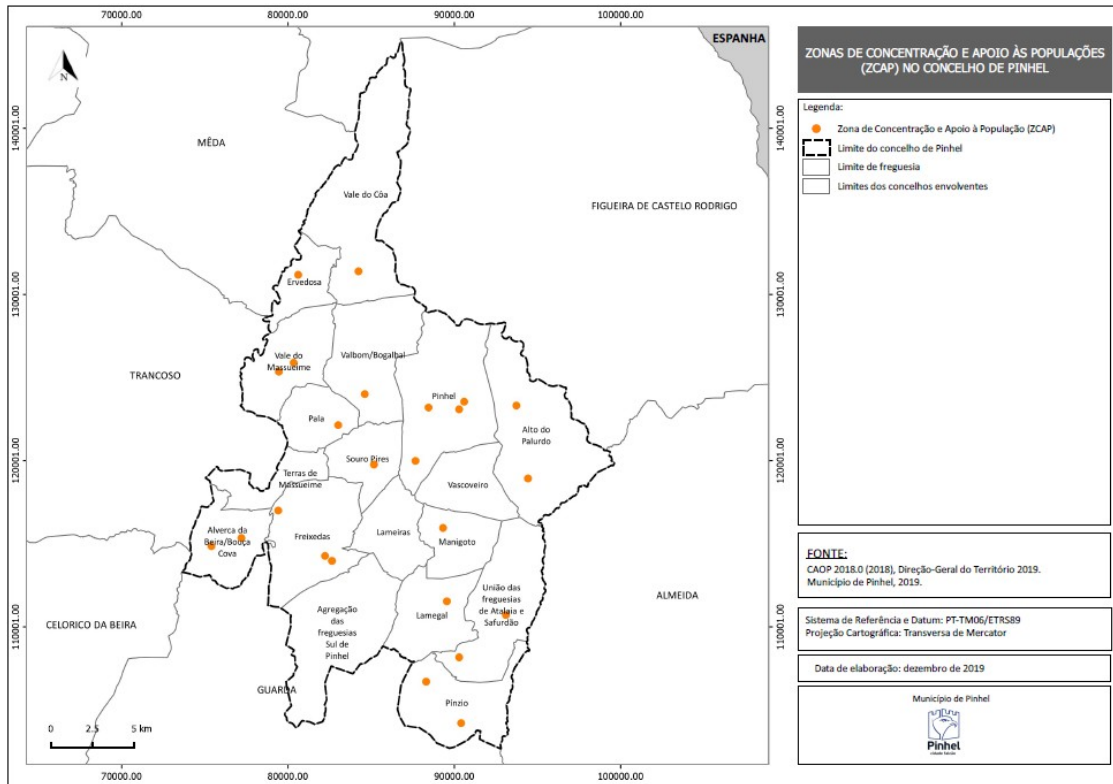 70000.00
80000.00
90000.00
100000.00
ESPANHA
ZONAS DE CONCENTRAÇÃO E APOIO ÀS POPULAÇÕES
(ZCAP) NO CONCELHO DE PINHEL
N
Legenda:
Zona de Concentração e Apoio à População (ZCAP)
Limite do concelho de Pinhel
Limite de freguesia
Limites dos concelhos envolventes
140001.00
140001.00
MÊDA
Vale do Côa
FIGUEIRA DE CASTELO RODRIGO
Ervedosa
130001.00
130001.00
Vale do
Massueime
Valbom/Bogalhal
TRANCOSO
Pinhel
Pala
Alto do
Palurdo
120001.00
120001.00
Souro Pires
Terras de
Massueime
Vascoveiro
Alverca da
Beira/Bouça
Cova
Freixedas
Lameiras
Manigoto
FONTE:
CAOP 2018.0 (2018), Direção-Geral do Território 2019.
Município de Pinhel, 2019.
União das
freguesias
de Atalaia e
Safurdão
ALMEIDA
Agregação
das
freguesias
Sul de
Pinhel
Lamegal
110001.00
110001.00
CELORICO DA BEIRA
Sistema de Referência e Datum: PT-TM06/ETRS89
Projeção Cartográfica: Transversa de Mercator
Data de elaboração: dezembro de 2019
GUARDA
Pínzio
Município de Pinhel
Pinhel
cidade falcão
0 2.5 5 km
70000.00
80000.00
90000.00
100000.00